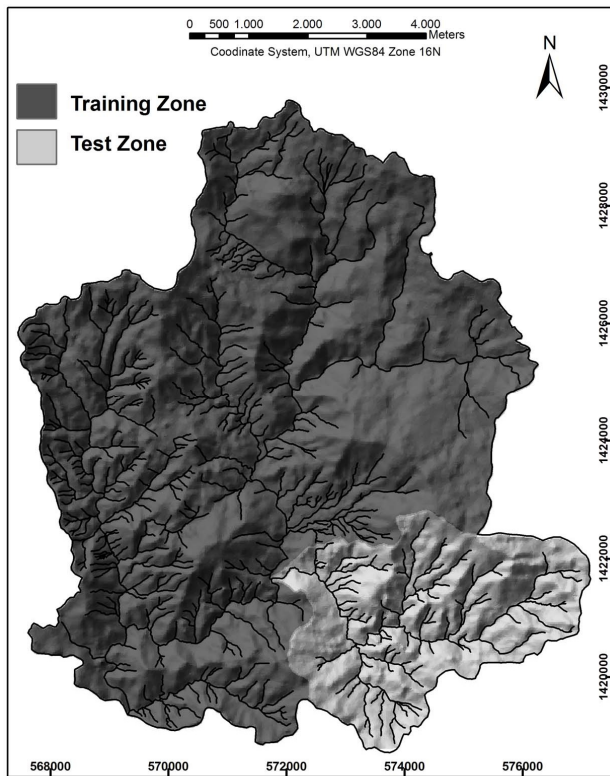 0 500 1.000 2.000 3.000 4.000
Meters
Coodinate System, UTM WGS84 Zone 16N
N
Training Zone
Test Zone
1430000
1428000
1426000
1424000
1422000
1420000
568000 570000 572000 574000 576000